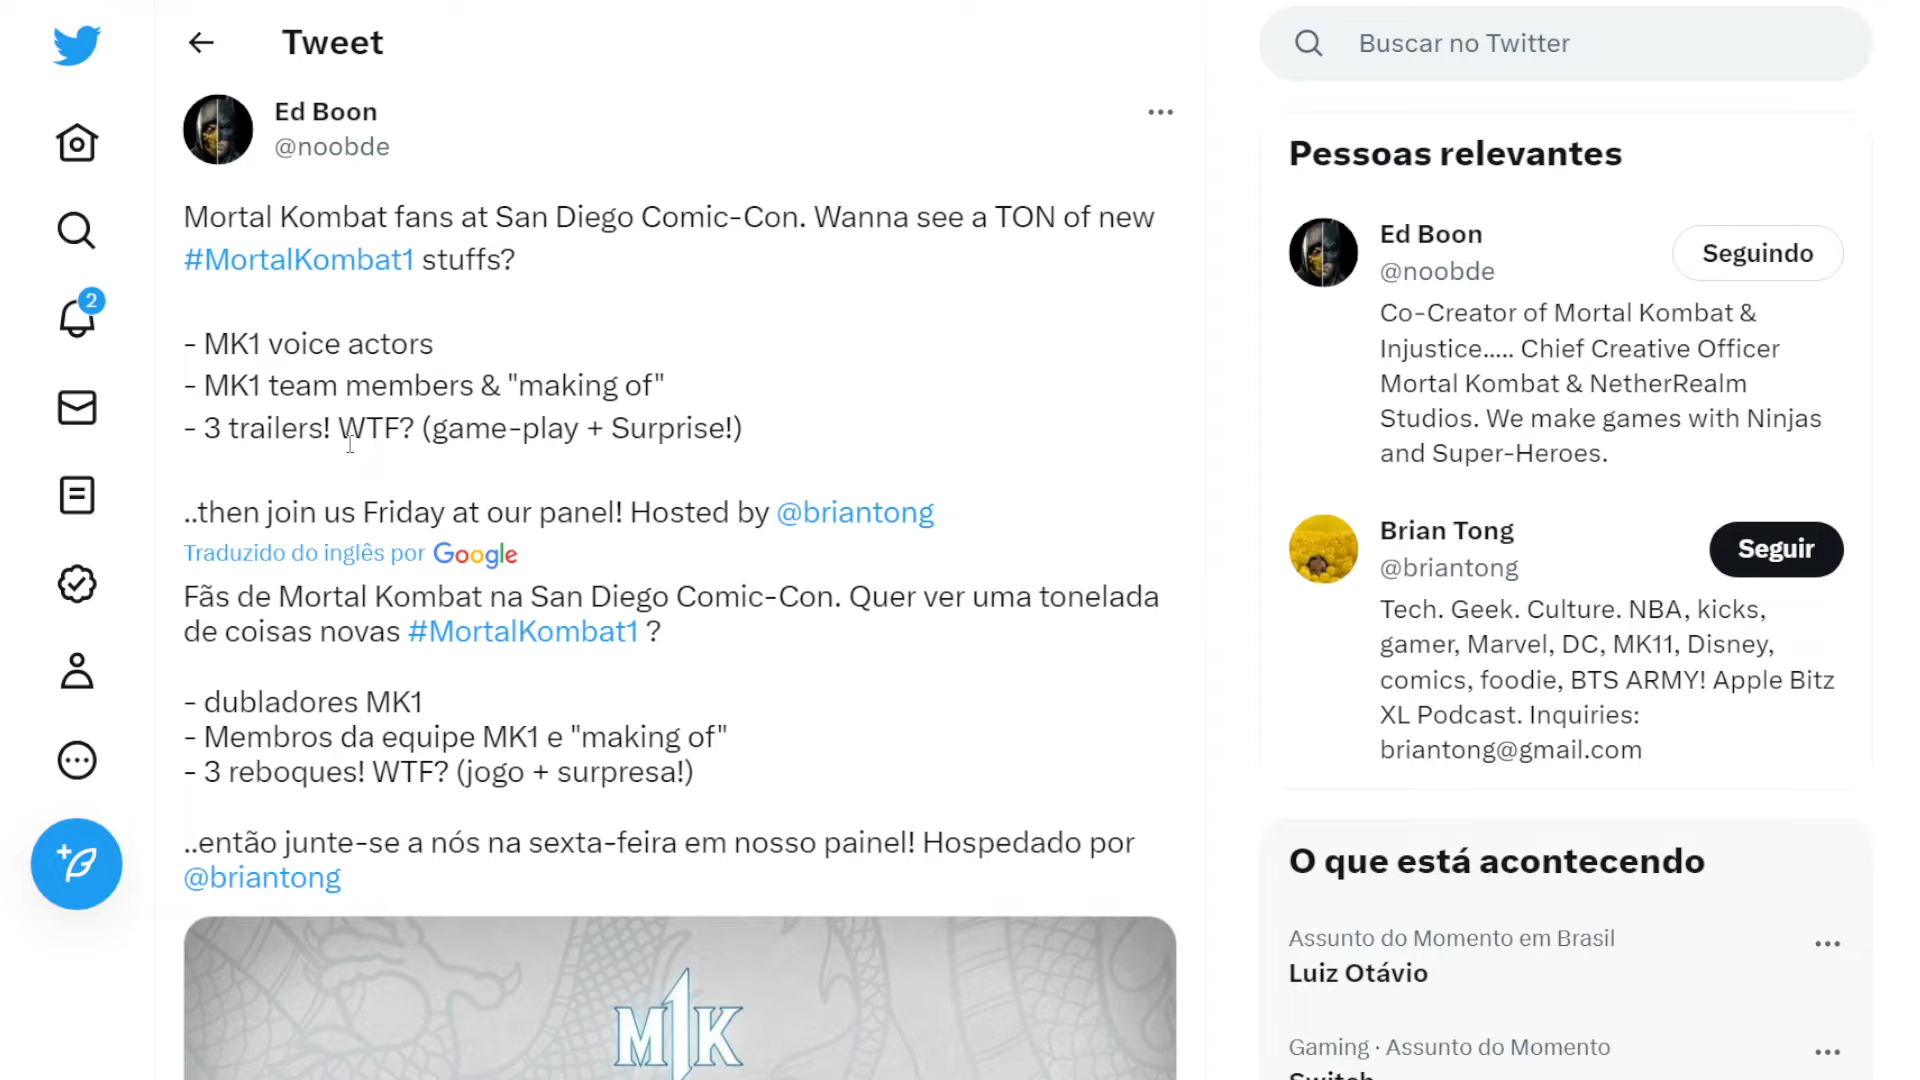 Tweet
Buscar no Twitter
Ed Boon
@noobde
Mortal Kombat fans at San Diego Comic-Con. Wanna see a TON of new
#MortalKombat1 stuffs?
- MK1 voice actors
- MK1 team members & "making of"
- 3 trailers! WTF? (game-play + Surprise!)
..then join us Friday at our panel! Hosted by @briantong
Traduzido do inglês por Google
Fãs de Mortal Kombat na San Diego Comic-Con. Quer ver uma tonelada
de coisas novas #MortalKombat1 ?
- dubladores MK1
- Membros da equipe MK1 e "making of"
- 3 reboques! WTF? (jogo + surpresa!)
..então junte-se a nós na sexta-feira em nosso painel! Hospedado por
@briantong
M1K
2
Pessoas relevantes
Ed Boon
@noobde
Seguindo
Co-Creator of Mortal Kombat &
Injustice..... Chief Creative Officer
Mortal Kombat & NetherRealm
Studios. We make games with Ninjas
and Super-Heroes.
Brian Tong
@briantong
Seguir
Tech. Geek. Culture. NBA, kicks,
gamer, Marvel, DC, MK11, Disney,
comics, foodie, BTS ARMY! Apple Bitz
XL Podcast. Inquiries:
briantong@gmail.com
O que está acontecendo
Assunto do Momento em Brasil
Luiz Otávio
Gaming · Assunto do Momento
Switch